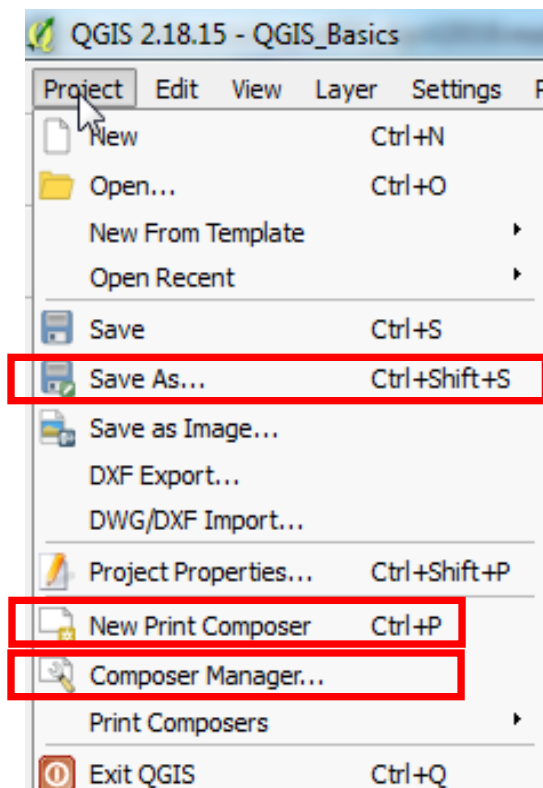 QGIS 2.18.15 - QGIS_Basics
Project Edit View Layer Settings
New Ctrl+N
Open... Ctrl+O
New From Template
Open Recent
Save Ctrl+S
Save As... Ctrl+Shift+S
Save as Image...
DXF Export...
DWG/DXF Import...
Project Properties... Ctrl+Shift+P
New Print Composer Ctrl+P
Composer Manager...
Print Composers
Exit QGIS Ctrl+Q